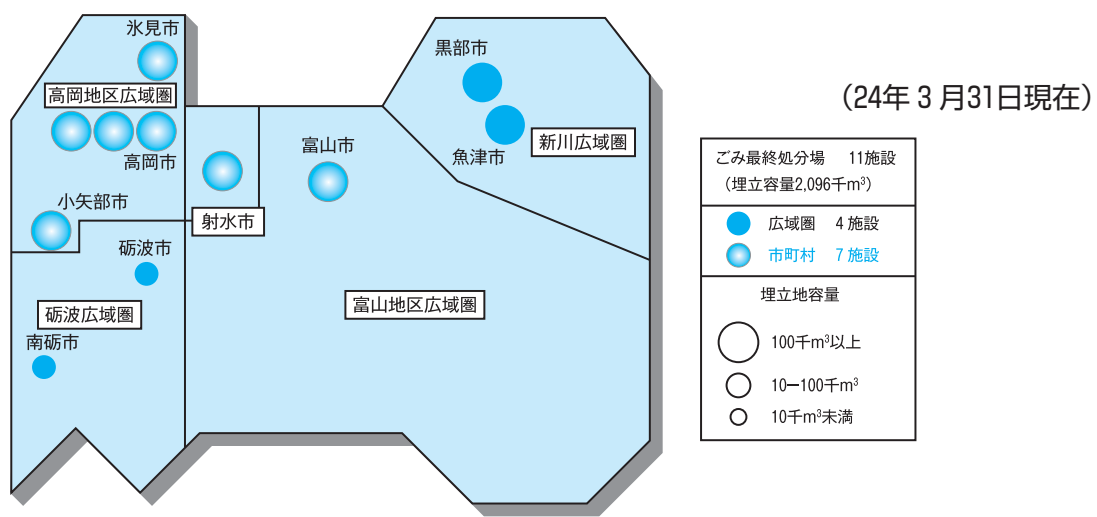 氷見市
高岡地区広域圏
高岡市
小矢部市
砺波市
砺波広域圏
南砺市
射水市
富山市
富山地区広域圏
黒部市
魚津市
新川広域圏
（24年３月31日現在）
ごみ最終処分場　11施設
（埋立容量2,096千m³）
広域圏　4 施設
市町村　7 施設
埋立地容量
100千m³以上
10−100千m³
10千m³未満